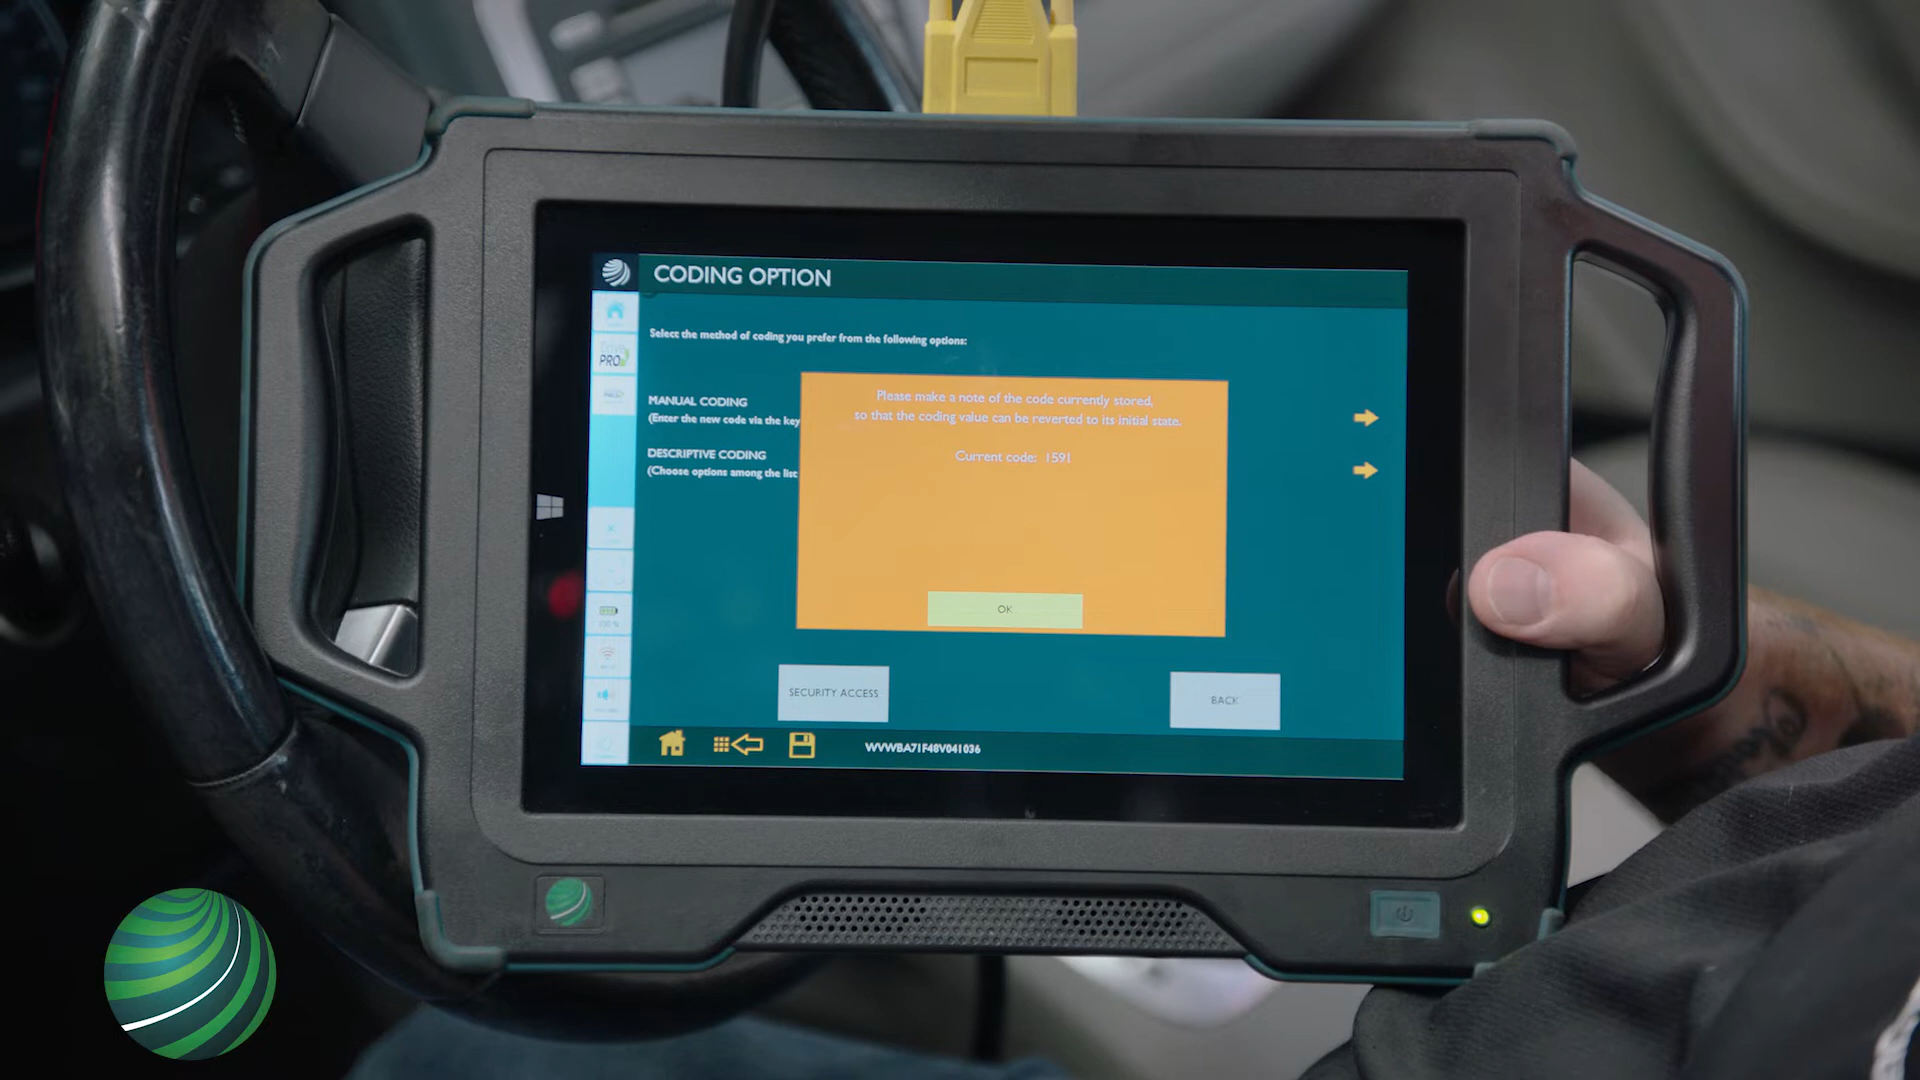 CODING OPTION
Select the method of coding you prefer from the following options:
PRO
MANUAL CODING
(Enter the new code via the key
DESCRIPTIVE CODING
(Choose options among the list
Please make a note of the code currently stored,
so that the coding value can be reverted to its initial state.
Current code: 1591
OK
100 %
SECURITY ACCESS
BACK
WVWBA71F48V041036